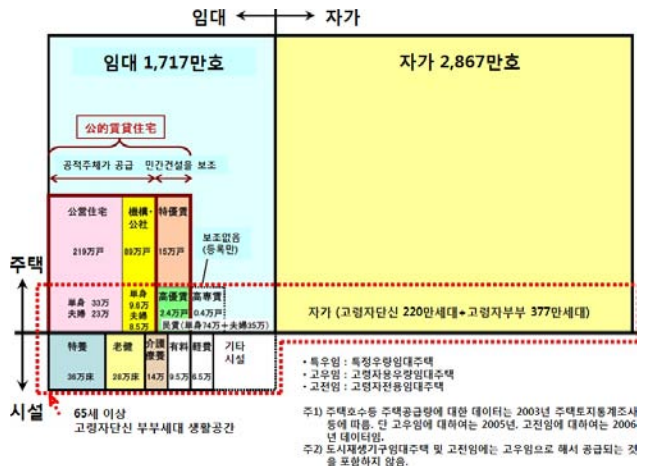 임대 자가
임대 1,717만호 자가 2,867만호
公的賃貸住宅
공적주체가 공급 민간건설을 보조
公営住宅 機構・ 特優賃
公社
219万戸 89万戸 15万戸
보조없음
(등록만)
주택
単身 33万 単身 高優賃 高専賃
夫婦 23万 9.6万 2.4万戸 0.4万戸
夫婦
8.5万 民賃(単身74万＋夫婦35万)
자가 (고령자단신 220만세대+고령자부부 377만세대)
特養 老健 介護 有料 軽費 기타
療養 시설
36万床 28万床 14万 9.5万 6.5万
시설
65세 이상
고령자단신 부부세대 생활공간
・특우임 : 특정우량임대주택
・고우임 : 고령자용우량임대주택
・고전임 : 고령자전용임대주택
주1) 주택호수등 주택공급량에 대한 데이터는 2003년 주택토지통계조사
등에 따름. 단 고우임에 대하여는 2005년, 고전임에 대하여는 2006
년 데이터임.
주2) 도시재생기구임대주택 및 고전임에는 고우임으로 해서 공급되는 것
을 포함하지 않음.